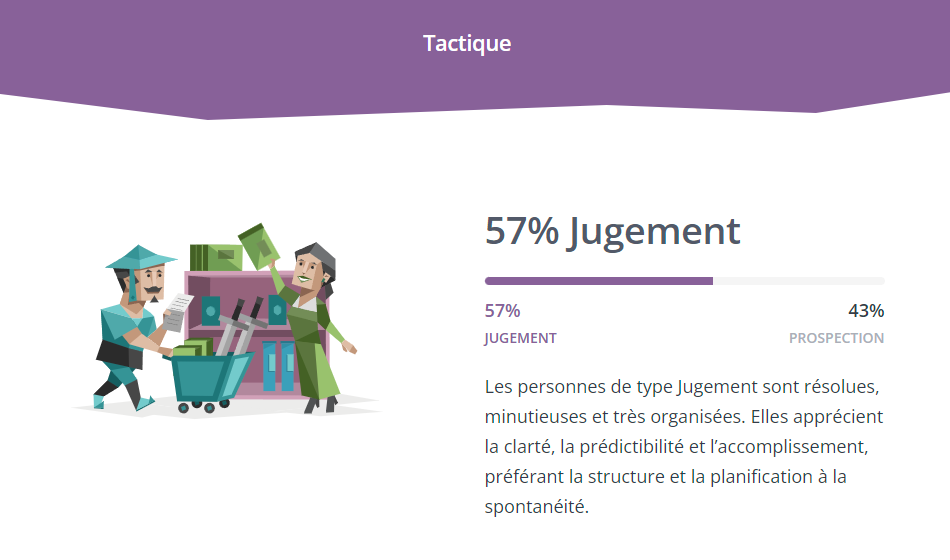 Tactique
57% Jugement
57% 43%
JUGEMENT PROSPECTION
Les personnes de type Jugement sont résolues,
minutieuses et très organisées. Elles apprécient
la clarté, la prédictibilité et l’accomplissement,
préférant la structure et la planification à la
spontanéité.